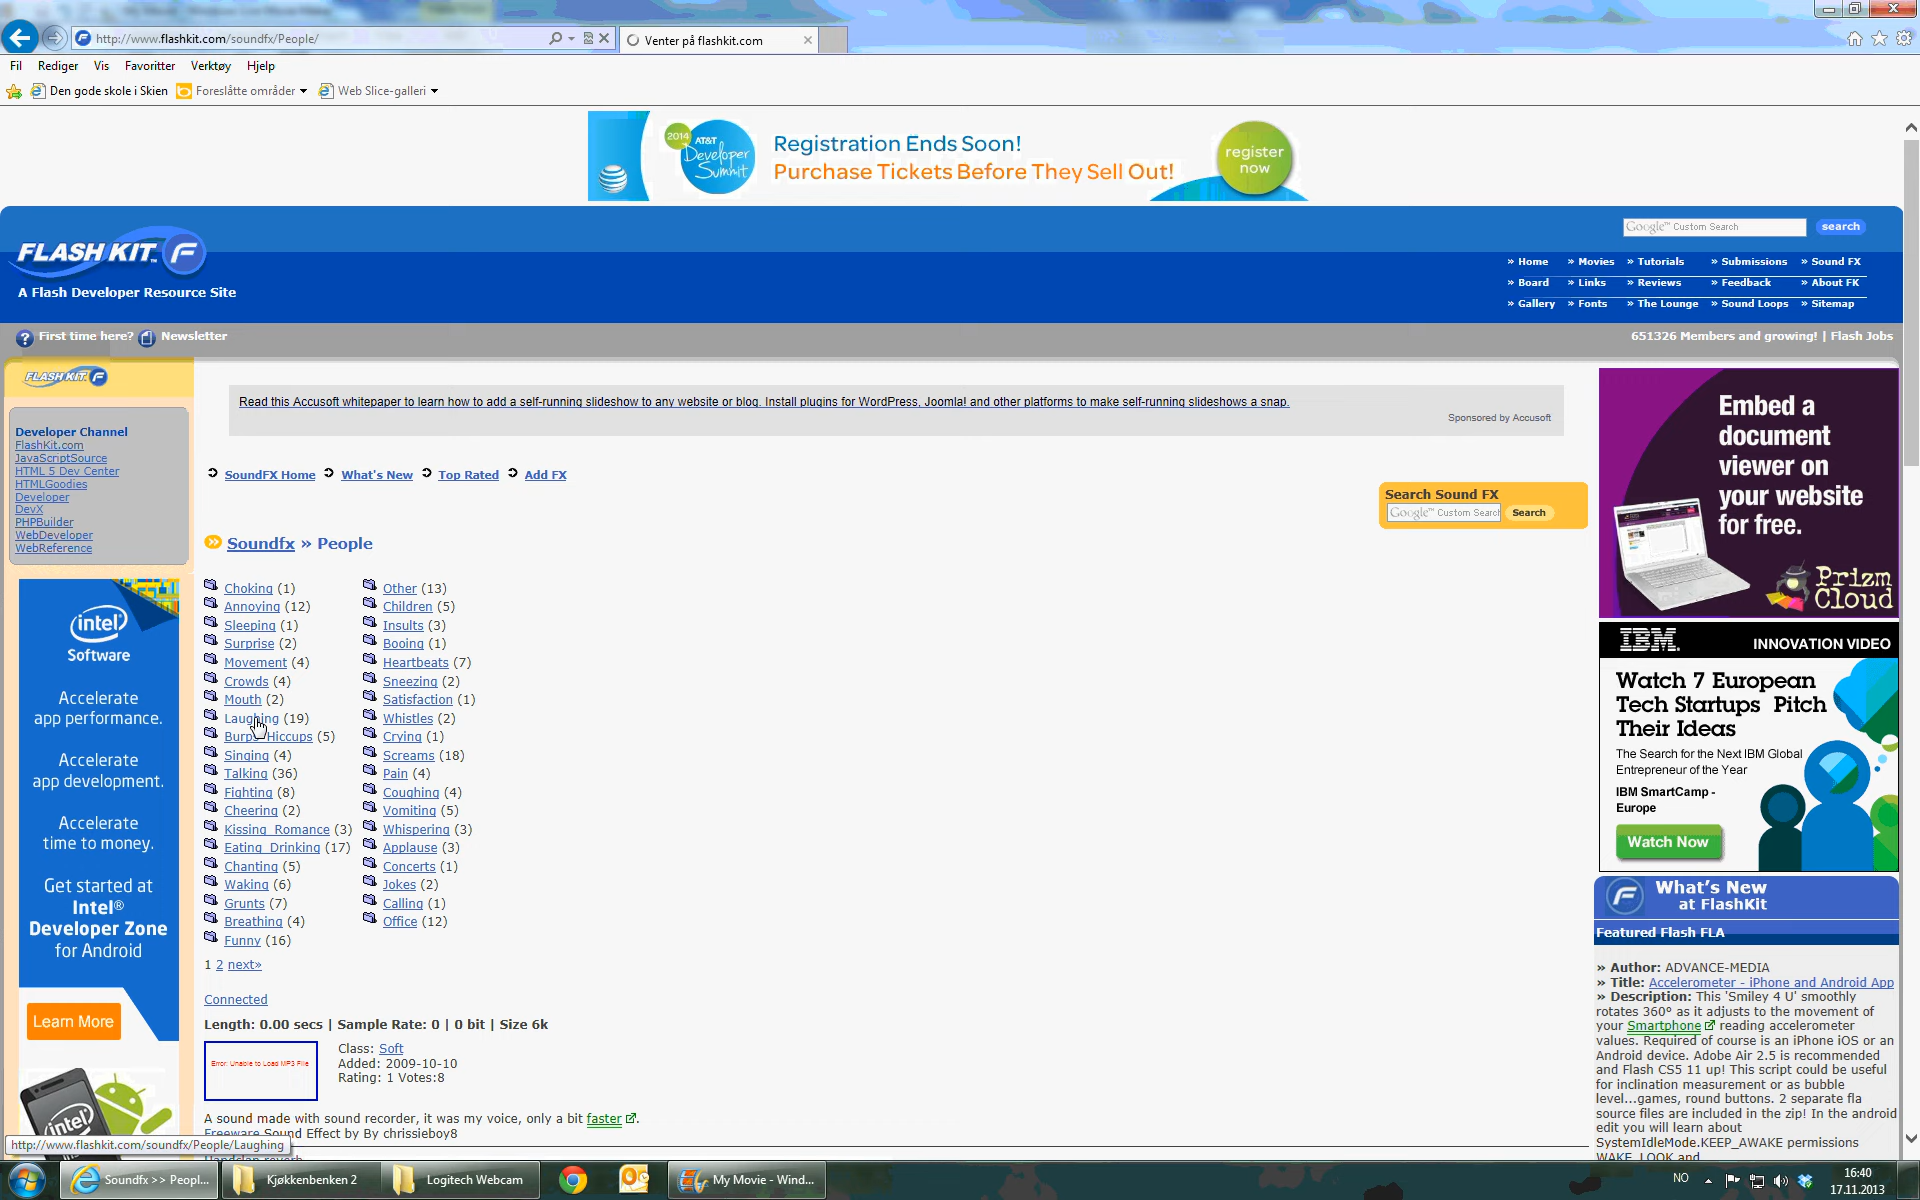 http://www.flashkit.com/soundfx/People/
Venter på flashkit.com
Fil Rediger Vis Favoritter Verktøy Hjelp
Den gode skole i Skien Foreslåtte områder Web Slice-galleri
2014 AT&T Developer Summit
Registration Ends Soon!
Purchase Tickets Before They Sell Out!
register now
FLASH KIT F
A Flash Developer Resource Site
Google™ Custom Search search
» Home » Movies » Tutorials » Submissions » Sound FX
» Board » Links » Reviews » Feedback » About FK
» Gallery » Fonts » The Lounge » Sound Loops » Sitemap
? First time here? Newsletter
651326 Members and growing! | Flash Jobs
FLASH KIT F
Developer Channel
FlashKit.com
JavaScriptSource
HTML 5 Dev Center
HTMLGoodies
Developer
DevX
PHPBuilder
WebDeveloper
WebReference
intel
Software
Accelerate
app performance.
Accelerate
app development.
Accelerate
time to money.
Get started at
Intel®
Developer Zone
for Android
Learn More
intel
Read this Accusoft whitepaper to learn how to add a self-running slideshow to any website or blog. Install plugins for WordPress, Joomla! and other platforms to make self-running slideshows a snap.
Sponsored by Accusoft
SoundFX Home What's New Top Rated Add FX
Search Sound FX
Google™ Custom Search Search
Soundfx » People
Choking (1) Other (13)
Annoying (12) Children (5)
Sleeping (1) Insults (3)
Surprise (2) Booing (1)
Movement (4) Heartbeats (7)
Crowds (4) Sneezing (2)
Mouth (2) Satisfaction (1)
Laughing (19) Whistles (2)
Burps Hiccups (5) Crying (1)
Singing (4) Screams (18)
Talking (36) Pain (4)
Fighting (8) Coughing (4)
Cheering (2) Vomiting (5)
Kissing_Romance (3) Whispering (3)
Eating_Drinking (17) Applause (3)
Chanting (5) Concerts (1)
Waking (6) Jokes (2)
Grunts (7) Calling (1)
Breathing (4) Office (12)
Funny (16)
1 2 next»
Connected
Length: 0.00 secs | Sample Rate: 0 | 0 bit | Size 6k
Error: Unable to Load MP3 File
Class: Soft
Added: 2009-10-10
Rating: 1 Votes:8
A sound made with sound recorder, it was my voice, only a bit faster.
Freeware Sound Effect by By chrissieboy8
Handclap reverb
Embed a
document
viewer on
your website
for free.
Prizm
Cloud
IBM. INNOVATION VIDEO
Watch 7 European
Tech Startups Pitch
Their Ideas
The Search for the Next IBM Global
Entrepreneur of the Year
IBM SmartCamp -
Europe
Watch Now
What's New
at FlashKit
Featured Flash FLA
» Author: ADVANCE-MEDIA
» Title: Accelerometer - iPhone and Android App
» Description: This 'Smiley 4 U' smoothly
rotates 360° as it adjusts to the movement of
your Smartphone reading accelerometer
values. Required of course is an iPhone iOS or an
Android device. Adobe Air 2.5 is recommended
and Flash CS5 11 up! This script could be useful
for inclination measurement or as bubble
level...games, round buttons. 2 separate fla
source files are included in the zip! In the android
edit you will learn about
SystemIdleMode.KEEP_AWAKE permissions
WAKE_LOOK and
http://www.flashkit.com/soundfx/People/Laughing
Soundfx >> Peopl... Kjøkkenbenken 2 Logitech Webcam My Movie - Wind...
NO 16:40
17.11.2013